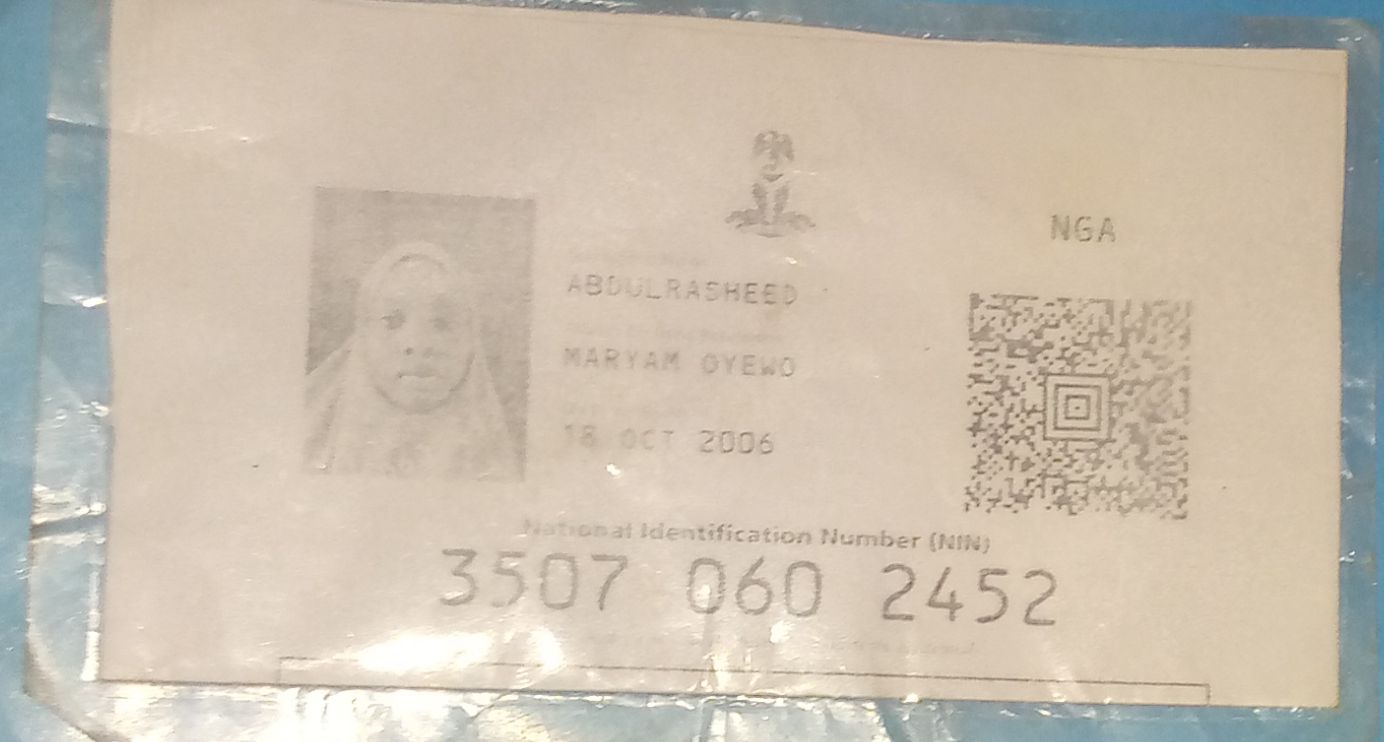 NGA
ABDULRASHEED
MARYAM OYEWO
18 OCT 2006
National Identification Number (NIN)
3507 060 2452